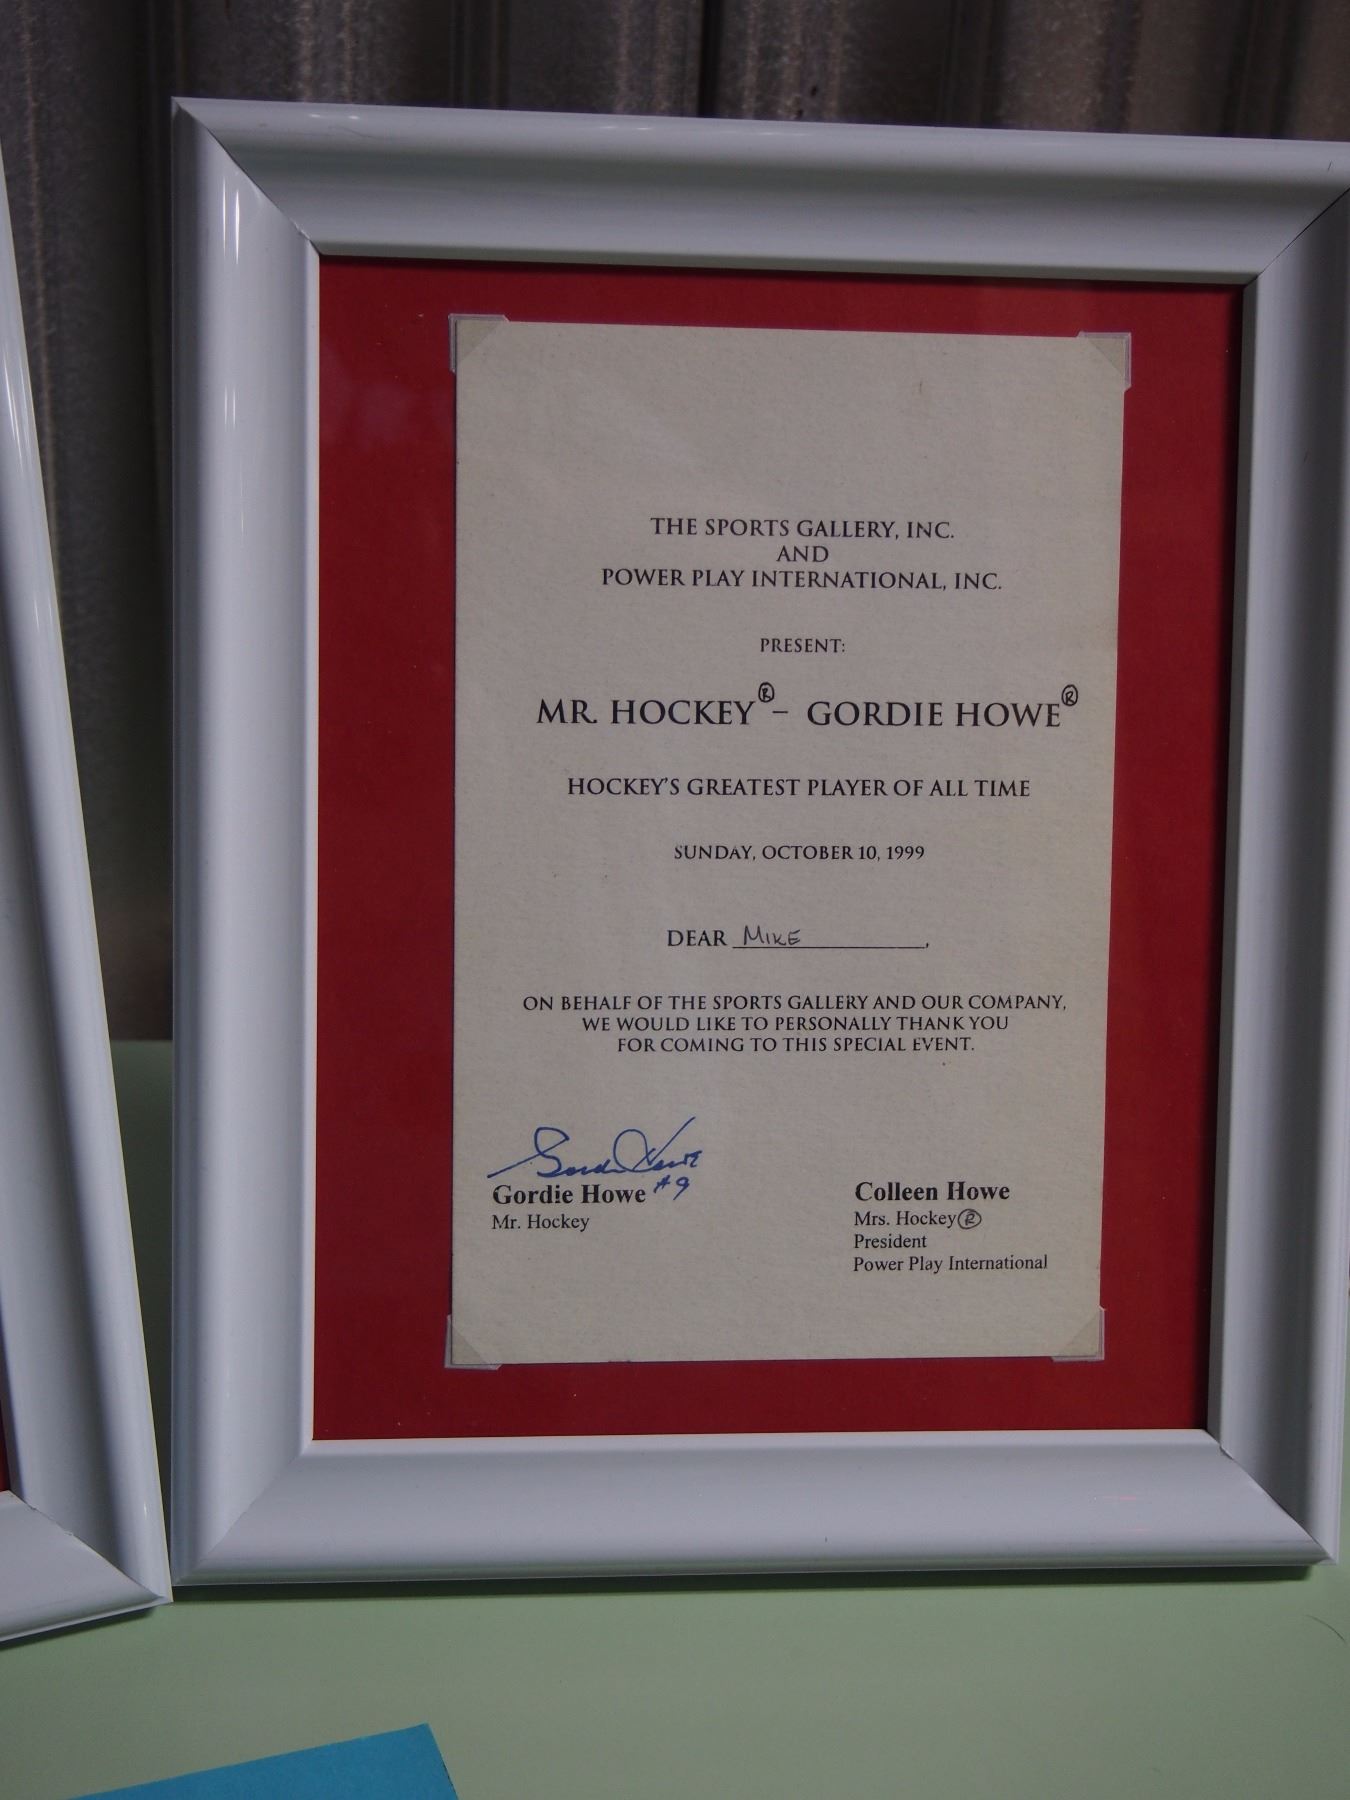 THE SPORTS GALLERY, INC.
AND
POWER PLAY INTERNATIONAL, INC.
PRESENT:
MR. HOCKEY® – GORDIE HOWE®
HOCKEY'S GREATEST PLAYER OF ALL TIME
SUNDAY, OCTOBER 10, 1999
DEAR MIKE,
ON BEHALF OF THE SPORTS GALLERY AND OUR COMPANY,
WE WOULD LIKE TO PERSONALLY THANK YOU
FOR COMING TO THIS SPECIAL EVENT.
Gordie Howe
#9
Gordie Howe
Mr. Hockey
Colleen Howe
Mrs. Hockey®
President
Power Play International